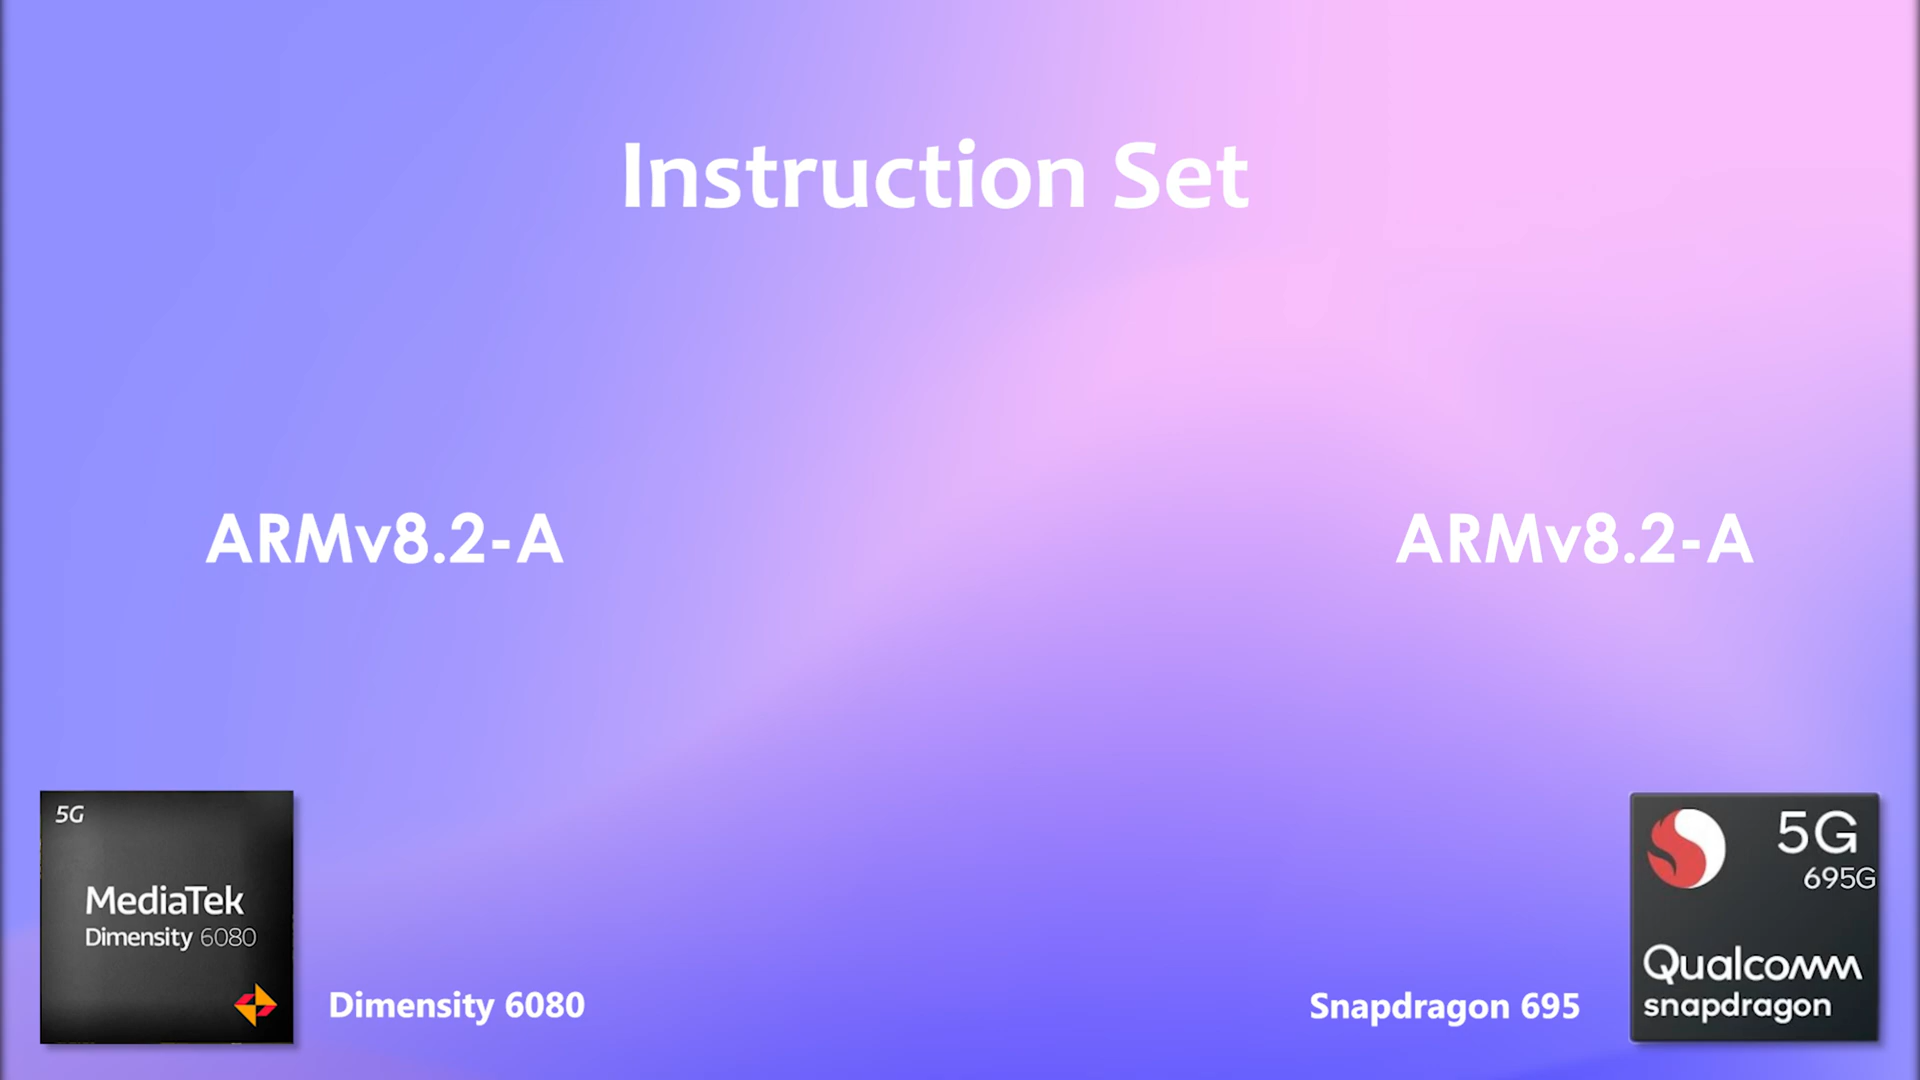 Instruction Set
ARMv8.2-A
ARMv8.2-A
5G
MediaTek
Dimensity 6080
Dimensity 6080
Snapdragon 695
5G
695G
Qualcomm
snapdragon